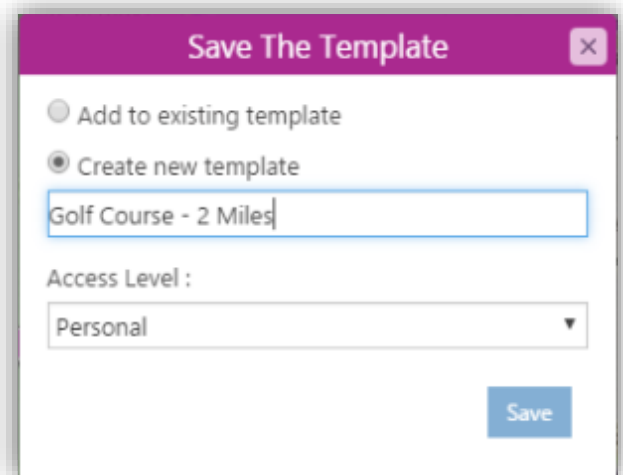 Save The Template
Add to existing template
Create new template
Golf Course - 2 Miles
Access Level :
Personal
Save